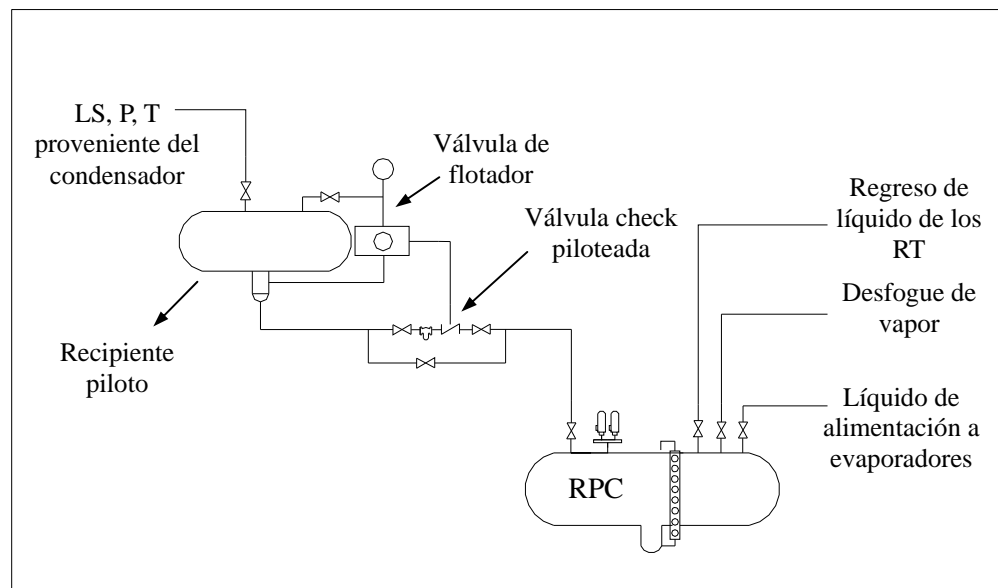 LS, P, T
proveniente del
condensador
Válvula de
flotador
Válvula check
piloteada
Regreso de
líquido de los
RT
Desfogue de
vapor
Recipiente
piloto
Líquido de
alimentación a
evaporadores
RPC